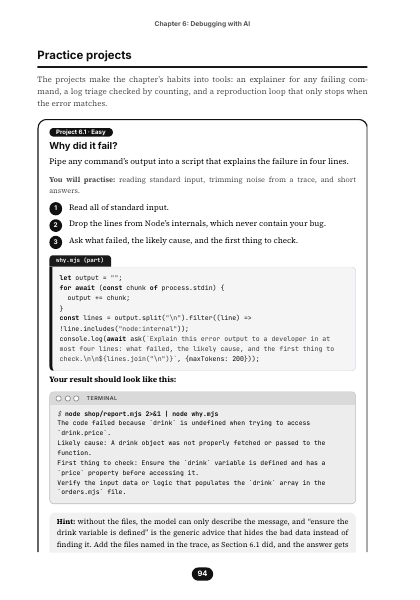 Chapter 6: Debugging with AI
Practice projects
The projects make the chapter's habits into tools: an explainer for any failing com-
mand, a log triage checked by counting, and a reproduction loop that only stops when
the error matches.
Project 6.1 · Easy
Why did it fail?
Pipe any command's output into a script that explains the failure in four lines.
You will practise: reading standard input, trimming noise from a trace, and short
answers.
1 Read all of standard input.
2 Drop the lines from Node's internals, which never contain your bug.
3 Ask what failed, the likely cause, and the first thing to check.
why.mjs (part)
let output = "";
for await (const chunk of process.stdin) {
  output += chunk;
}
const lines = output.split("\n").filter((line) =>
!line.includes("node:internal"));
console.log(await ask(`Explain this error output to a developer in at
most four lines: what failed, the likely cause, and the first thing to
check.\n\n${lines.join("\n")}`, {maxTokens: 200}));
Your result should look like this:
TERMINAL
$ node shop/report.mjs 2>&1 | node why.mjs
The code failed because `drink` is undefined when trying to access
`drink.price`.
Likely cause: A drink object was not properly fetched or passed to the
function.
First thing to check: Ensure the `drink` variable is defined and has a
`price` property before accessing it.
Verify the input data or logic that populates the `drink` array in the
`orders.mjs` file.
Hint: without the files, the model can only describe the message, and "ensure the
drink variable is defined" is the generic advice that hides the bad data instead of
finding it. Add the files named in the trace, as Section 6.1 did, and the answer gets
94